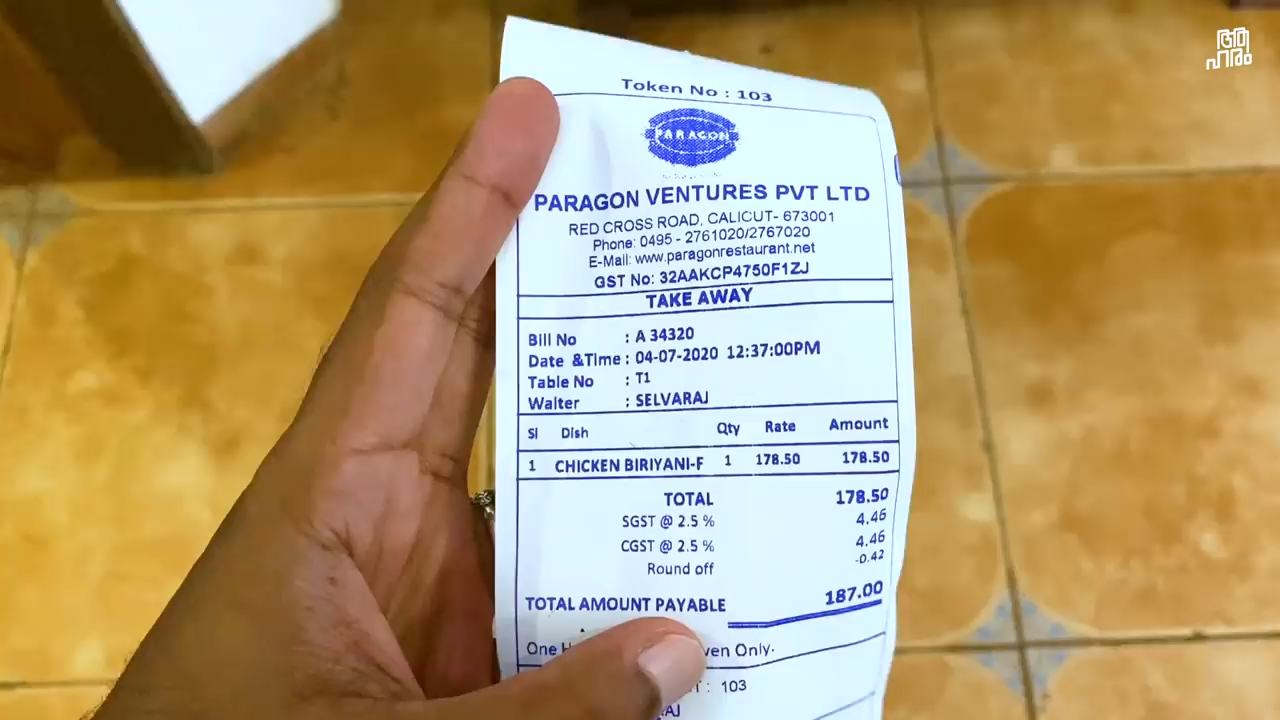 ആഹാരം
Token No : 103
PARAGON
PARAGON VENTURES PVT LTD
RED CROSS ROAD, CALICUT- 673001
Phone: 0495 - 2761020/2767020
E-Mail: www.paragonrestaurant.net
GST No: 32AAKCP4750F1ZJ
TAKE AWAY
Bill No : A 34320
Date &Time : 04-07-2020 12:37:00PM
Table No : T1
Waiter : SELVARAJ
Sl Dish Qty Rate Amount
1 CHICKEN BIRIYANI-F 1 178.50 178.50
TOTAL 178.50
SGST @ 2.5 % 4.46
CGST @ 2.5 % 4.46
Round off -0.42
TOTAL AMOUNT PAYABLE 187.00
One Only.
: 103